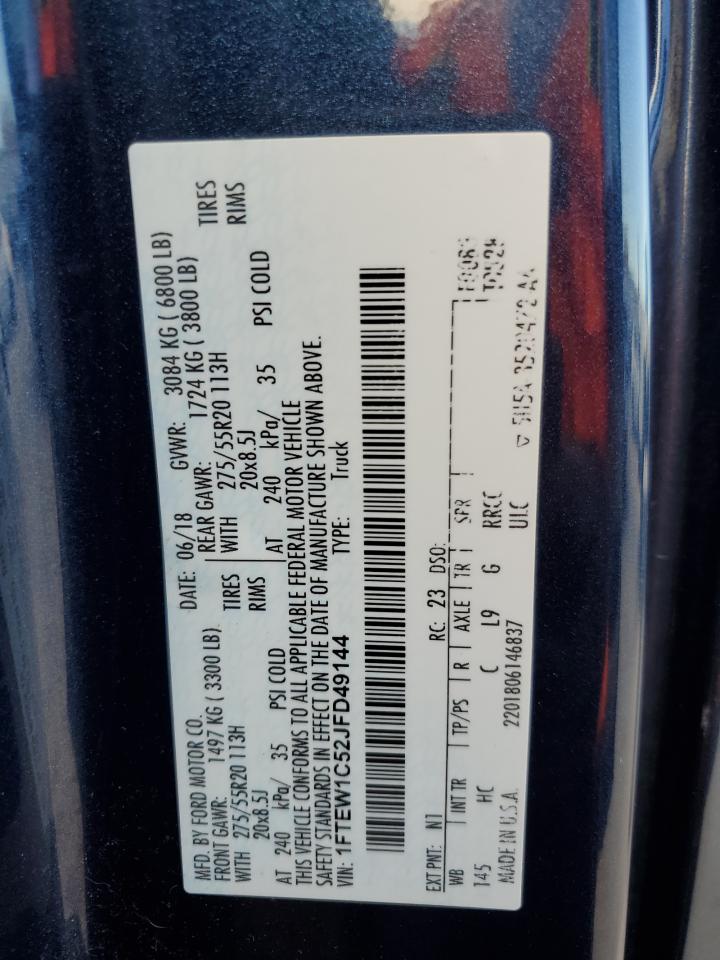 MFD. BY FORD MOTOR CO.
DATE: 06/18 GVWR: 3084 KG ( 6800 LB)
FRONT GAWR: 1497 KG ( 3300 LB) REAR GAWR: 1724 KG ( 3800 LB)
WITH 275/55R20 113H TIRES WITH 275/55R20 113H TIRES
20x8.5J RIMS 20x8.5J RIMS
AT 240 kPa/ 35 PSI COLD AT 240 kPa/ 35 PSI COLD
THIS VEHICLE CONFORMS TO ALL APPLICABLE FEDERAL MOTOR VEHICLE
SAFETY STANDARDS IN EFFECT ON THE DATE OF MANUFACTURE SHOWN ABOVE.
VIN: 1FTEW1C52JFD49144 TYPE: Truck
EXT PNT: N1 RC: 23 DSO:
WB INT TR TP/PS R AXLE TR SPR
145 HC C L9 G RRCC
MADE IN U.S.A. 2201806146837 UIC